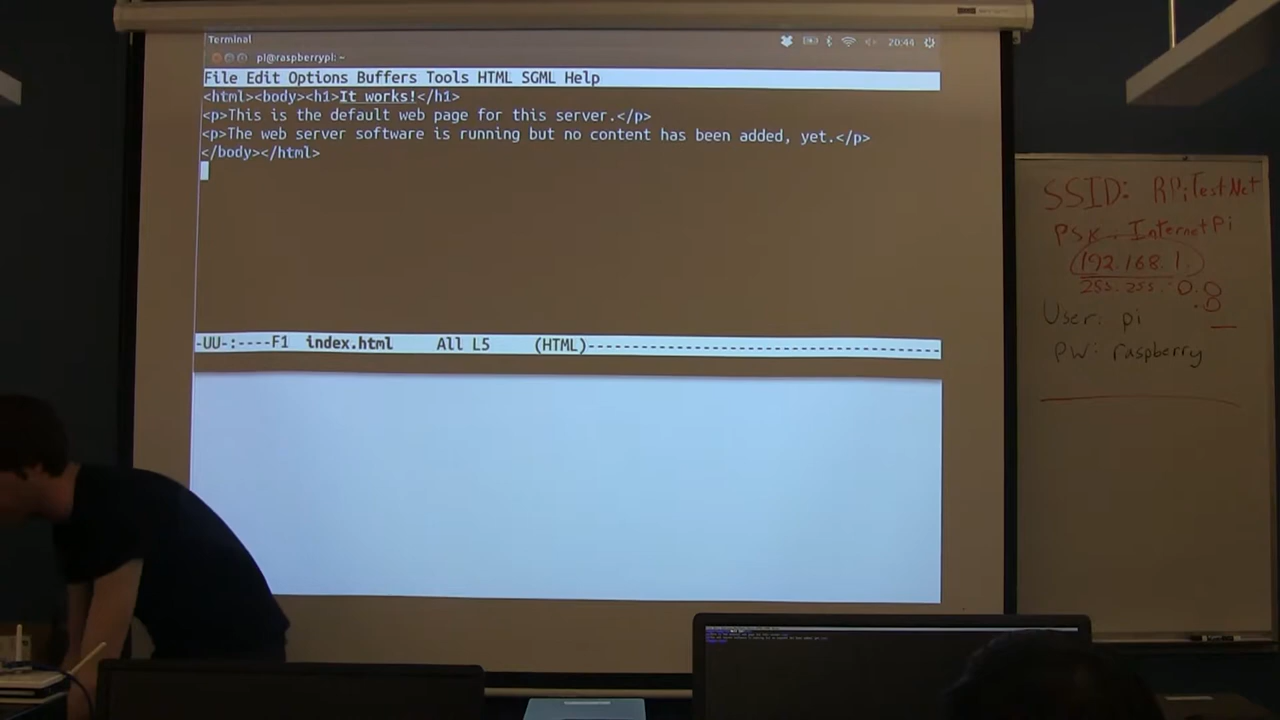 Terminal
20:44
pi@raspberrypi: ~
File Edit Options Buffers Tools HTML SGML Help
<html><body><h1>It works!</h1>
<p>This is the default web page for this server.</p>
<p>The web server software is running but no content has been added, yet.</p>
</body></html>
-UU-:----F1 index.html All L5 (HTML)--------------------------------------
SSID: RPiTestNet
PSK: InternetPi
192.168.1.
255.255.0.0
User: pi
PW: raspberry